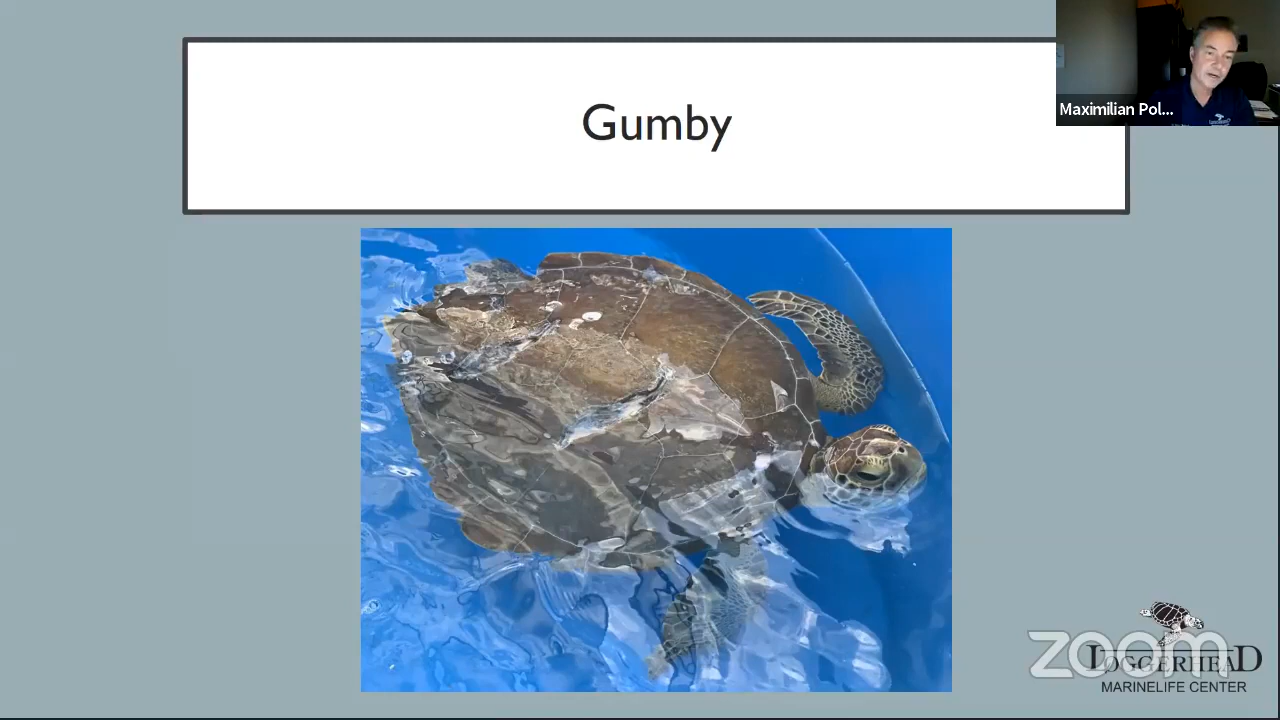 Gumby
Maximilian Pol...
zoom
LOGGERHEAD
MARINELIFE CENTER